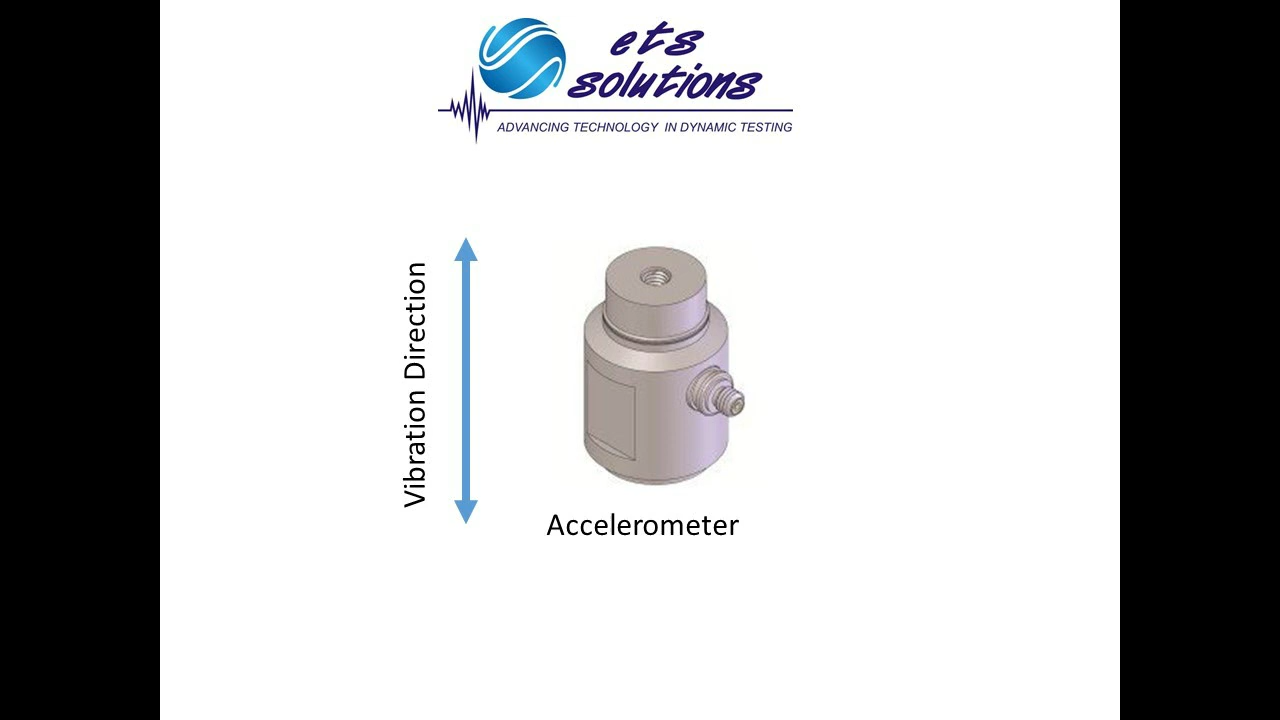 ets
solutions
ADVANCING TECHNOLOGY IN DYNAMIC TESTING
Vibration Direction
Accelerometer